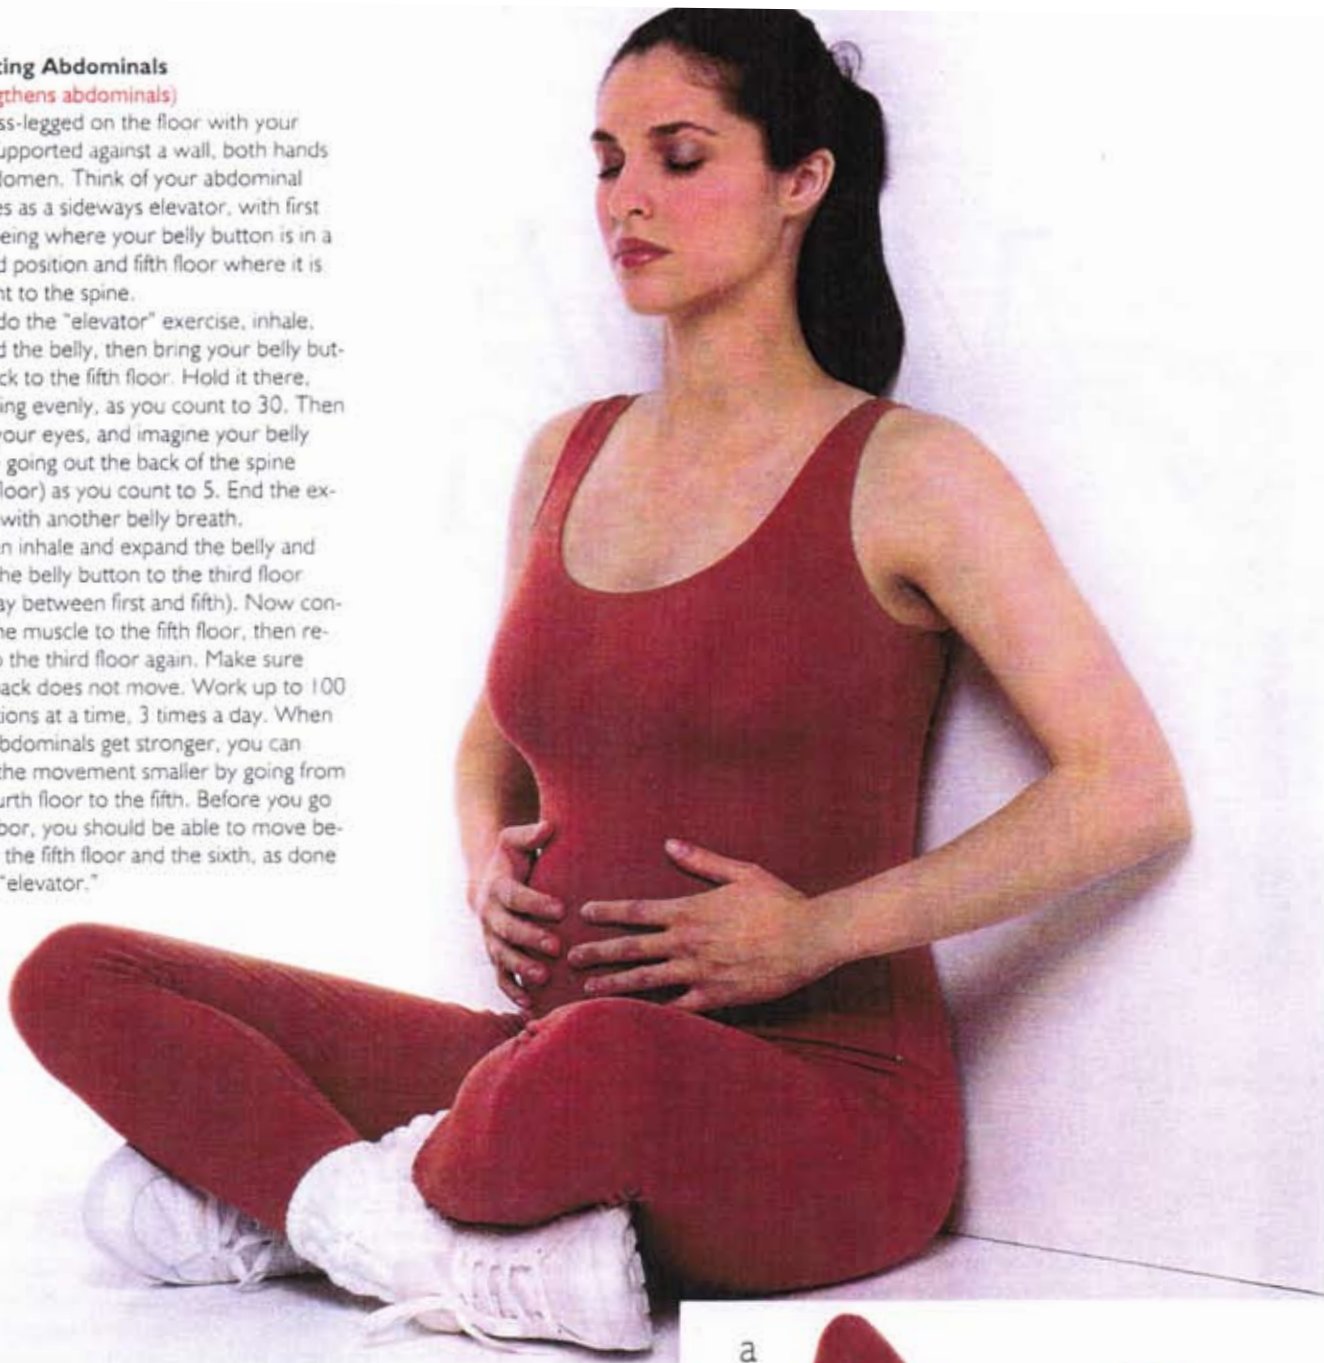 ing Abdominals
gthens abdominals)
ss-legged on the floor with your
upported against a wall, both hands
domen. Think of your abdominal
es as a sideways elevator, with first
eing where your belly button is in a
d position and fifth floor where it is
nt to the spine.
do the "elevator" exercise, inhale,
d the belly, then bring your belly but-
ck to the fifth floor. Hold it there,
ing evenly, as you count to 30. Then
your eyes, and imagine your belly
going out the back of the spine
loor) as you count to 5. End the ex-
with another belly breath.
n inhale and expand the belly and
he belly button to the third floor
ay between first and fifth). Now con-
he muscle to the fifth floor, then re-
o the third floor again. Make sure
ack does not move. Work up to 100
tions at a time, 3 times a day. When
bdominals get stronger, you can
the movement smaller by going from
urth floor to the fifth. Before you go
bor, you should be able to move be-
the fifth floor and the sixth, as done
"elevator."
a